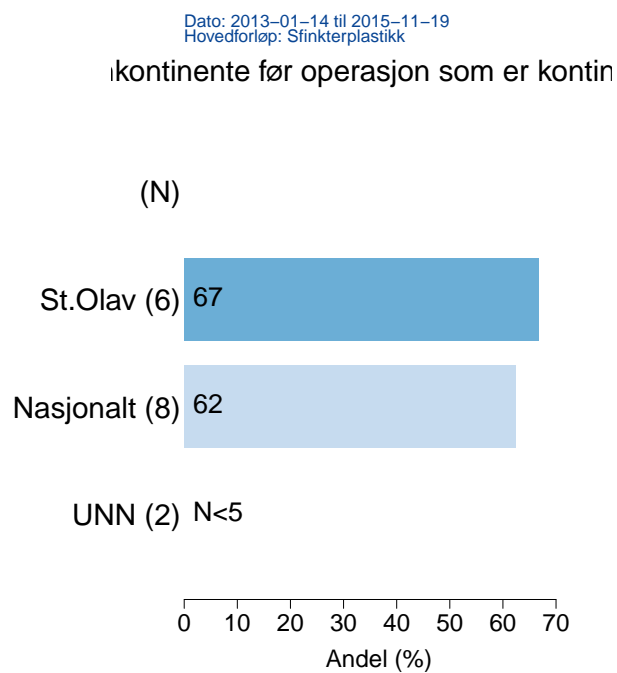 Dato: 2013−01−14 til 2015−11−19
Hovedforløp: Sfinkterplastikk
kontinente før operasjon som er kontin
(N)
St.Olav (6) 67
Nasjonalt (8) 62
UNN (2) N<5
0 10 20 30 40 50 60 70
Andel (%)